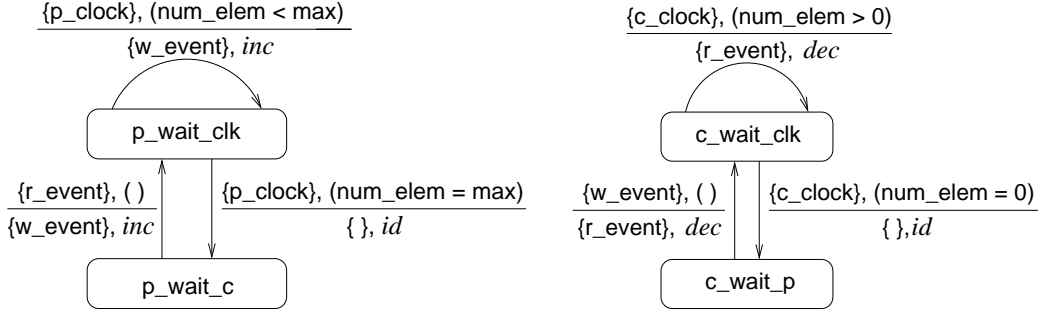 {p_clock}, (num_elem < max)
{w_event}, inc
p_wait_clk
{r_event}, ( )
{w_event}, inc
{p_clock}, (num_elem = max)
{ }, id
p_wait_c
{c_clock}, (num_elem > 0)
{r_event}, dec
c_wait_clk
{w_event}, ( )
{r_event}, dec
{c_clock}, (num_elem = 0)
{ },id
c_wait_p